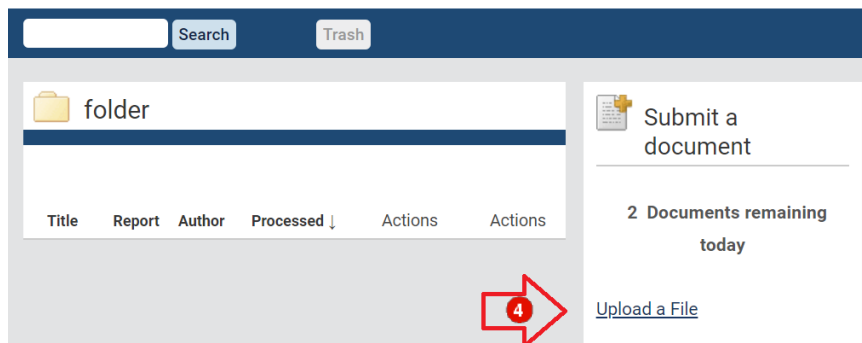 Search Trash
folder
Submit a
document
Title Report Author Processed ↓ Actions Actions
2 Documents remaining
today
4
Upload a File